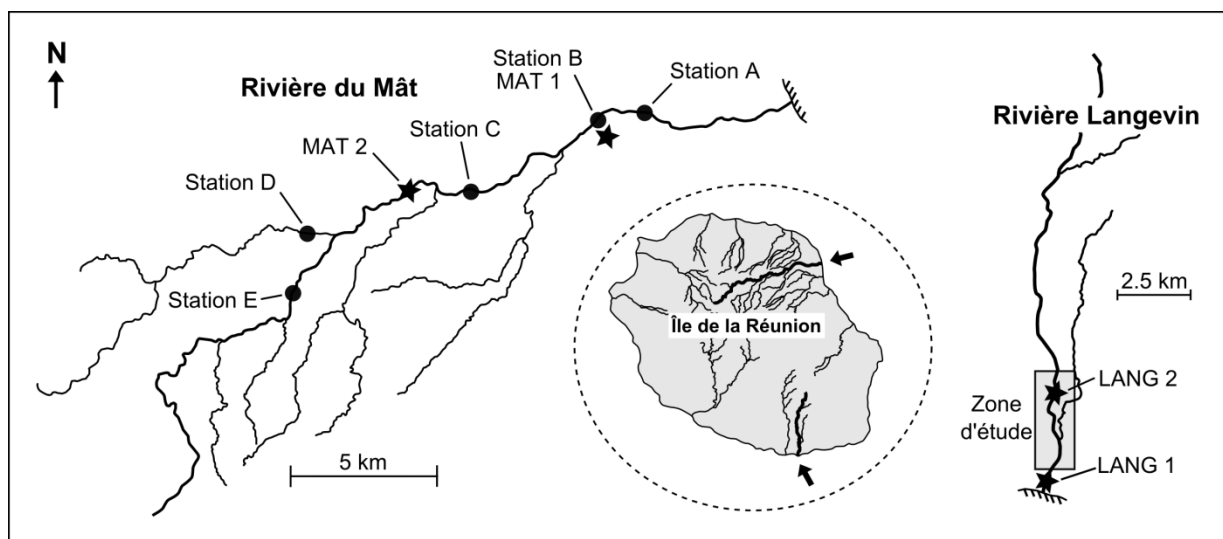 N
Rivière du Mât
Station B
MAT 1
Station A
Station C
MAT 2
Station D
Station E
5 km
Île de la Réunion
Rivière Langevin
2.5 km
LANG 2
Zone
d'étude
LANG 1